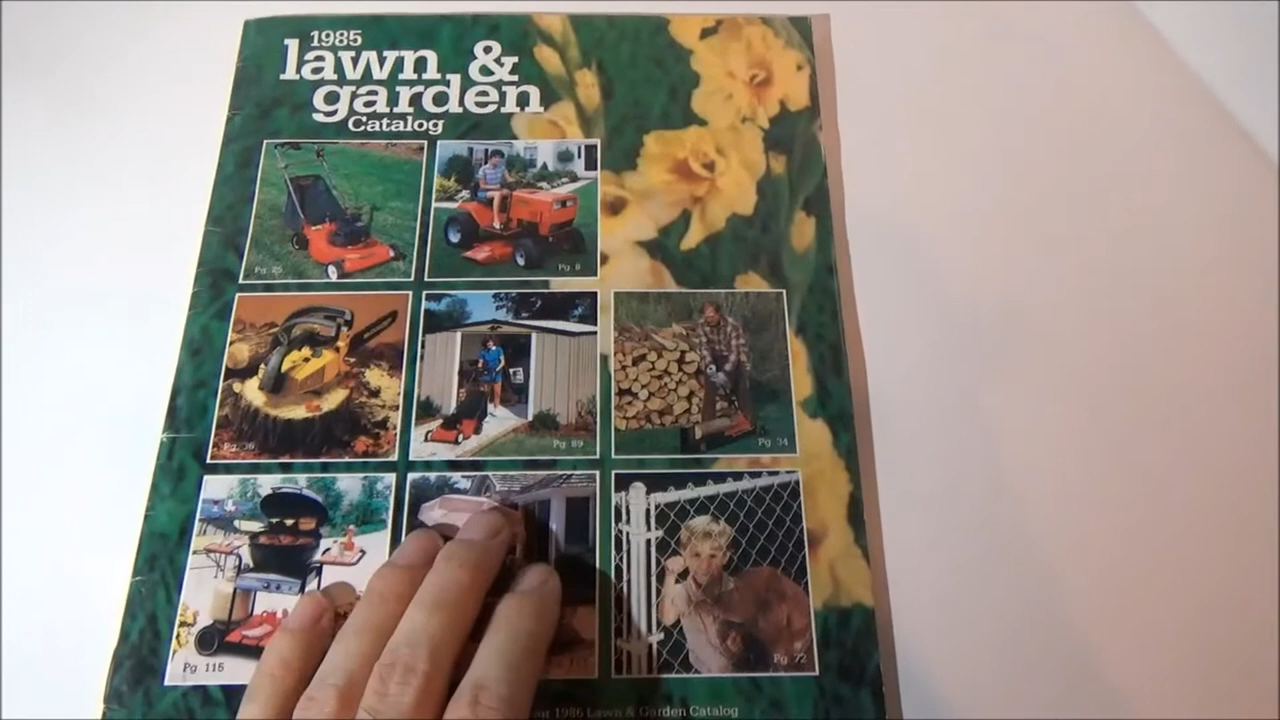 1985
lawn &
garden
Catalog
Pg. 25
Pg. 8
Pg. 36
Pg. 89
Pg. 34
Pg. 115
Pg. 72
1986 Lawn & Garden Catalog